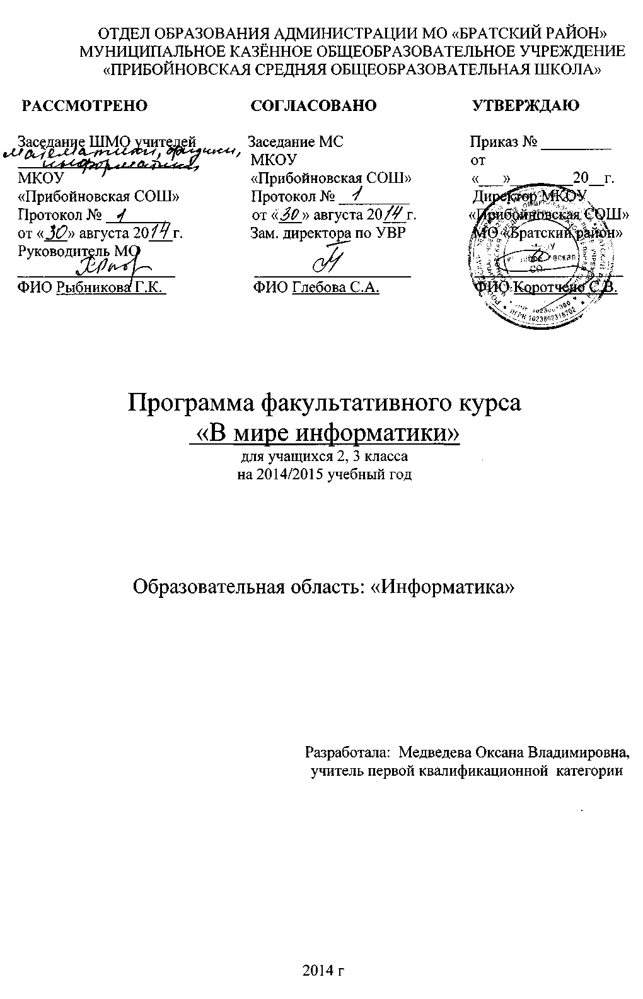 ОТДЕЛ ОБРАЗОВАНИЯ АДМИНИСТРАЦИИ МО «БРАТСКИЙ РАЙОН»
МУНИЦИПАЛЬНОЕ КАЗЁННОЕ ОБЩЕОБРАЗОВАТЕЛЬНОЕ УЧРЕЖДЕНИЕ
«ПРИБОЙНОВСКАЯ СРЕДНЯЯ ОБЩЕОБРАЗОВАТЕЛЬНАЯ ШКОЛА»
РАССМОТРЕНО
Заседание ШМО учителей
математики, физики,
информатики
МКОУ
«Прибойновская СОШ»
Протокол № 1
от «30» августа 2014г.
Руководитель МО
ФИО Рыбникова Г.К.
СОГЛАСОВАНО
Заседание МС
МКОУ
«Прибойновская СОШ»
Протокол № 1
от «30» августа 2014 г.
Зам. директора по УВР
ФИО Глебова С.А.
УТВЕРЖДАЮ
Приказ № _________
от
«___»________20__г.
Директор МКОУ
«Прибойновская СОШ»
МО «Братский район»
ФИО Коротченко С.В.
Программа факультативного курса
«В мире информатики»
для учащихся 2, 3 класса
на 2014/2015 учебный год
Образовательная область: «Информатика»
Разработала: Медведева Оксана Владимировна,
учитель первой квалификационной категории
2014 г